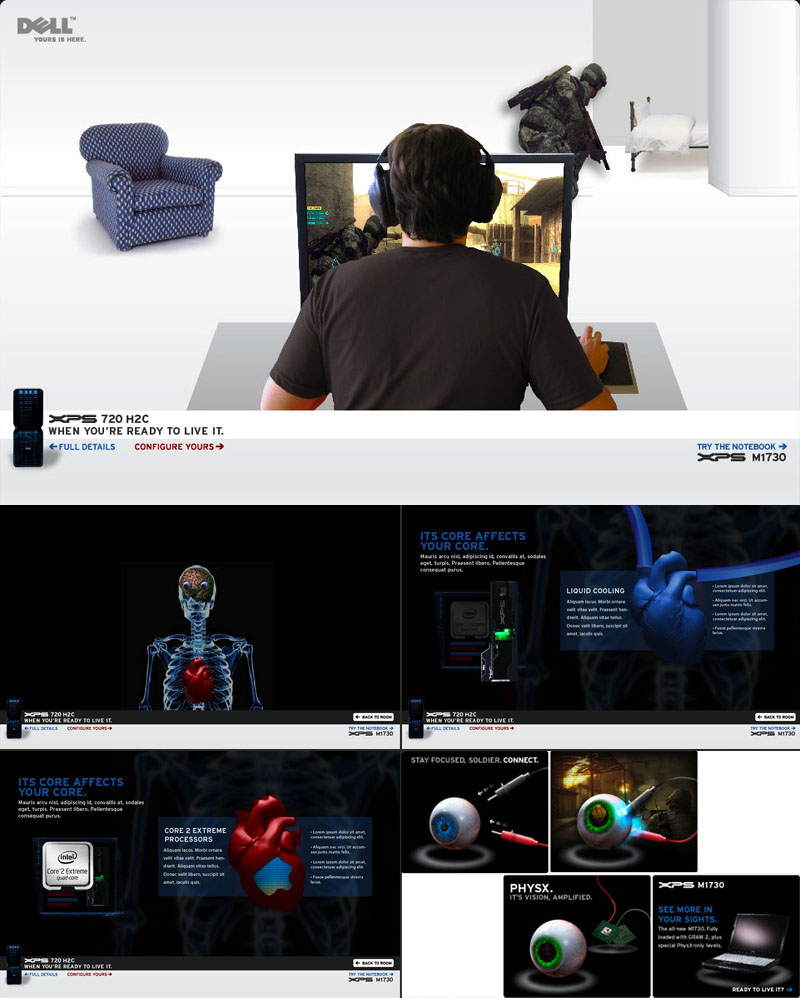 DELL™
YOURS IS HERE.
XPS 720 H2C
WHEN YOU'RE READY TO LIVE IT.
FULL DETAILS CONFIGURE YOURS
TRY THE NOTEBOOK
XPS M1730
XPS 720 H2C
WHEN YOU'RE READY TO LIVE IT.
FULL DETAILS CONFIGURE YOURS
BACK TO ROOM
TRY THE NOTEBOOK
XPS M1730
ITS CORE AFFECTS
YOUR CORE.
Mauris arcu nisl, adipiscing id, convallis at, sodales
eget, turpis. Praesent libero. Pellentesque
consequat purus.
XPS
LIQUID COOLING
Aliquam lacus. Morbi ornare
velit vitae velit. Praesent hen-
drerit. Aliquam vitae tellus.
Donec velit libero, suscipit sit
amet, iaculis quis.
• Lorem ipsum dolor sit amet,
consectetuer adipiscing elit.
• Aliquam nec orci. Ut accum-
san justo mattis felis.
• Lorem ipsum dolor sit amet,
consectetuer adipiscing elit.
• Fusce pellentesque viverra
lacus.
XPS 720 H2C
WHEN YOU'RE READY TO LIVE IT.
FULL DETAILS CONFIGURE YOURS
BACK TO ROOM
TRY THE NOTEBOOK
XPS M1730
ITS CORE AFFECTS
YOUR CORE.
Mauris arcu nisl, adipiscing id, convallis at, sodales
eget, turpis. Praesent libero. Pellentesque
consequat purus.
intel
Core™2 Extreme
quad-core
CORE 2 EXTREME
PROCESSORS
Aliquam lacus. Morbi ornare
velit vitae velit. Praesent hen-
drerit. Aliquam vitae tellus.
Donec velit libero, suscipit sit
amet, iaculis quis.
• Lorem ipsum dolor sit amet,
consectetuer adipiscing elit.
• Aliquam nec orci. Ut accum-
san justo mattis felis.
• Lorem ipsum dolor sit amet,
consectetuer adipiscing elit.
• Fusce pellentesque viverra
lacus.
XPS 720 H2C
WHEN YOU'RE READY TO LIVE IT.
FULL DETAILS CONFIGURE YOURS
BACK TO ROOM
TRY THE NOTEBOOK
XPS M1730
STAY FOCUSED, SOLDIER. CONNECT.
PHYSX.
IT'S VISION, AMPLIFIED.
XPS M1730
SEE MORE IN
YOUR SIGHTS.
The all-new M1730. Fully
loaded with GRAW 2, plus
special PhysX-only levels.
READY TO LIVE IT?